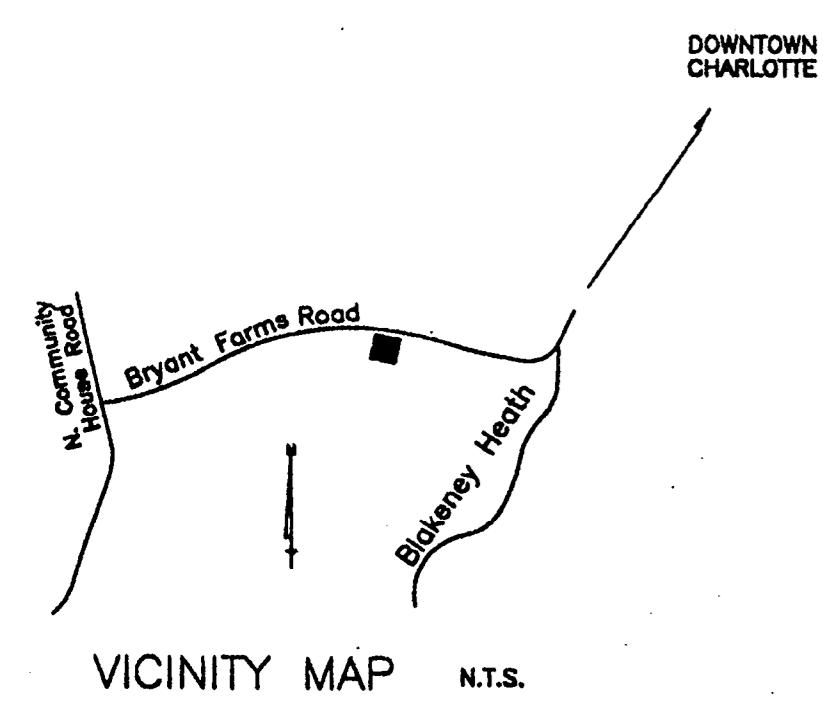 DOWNTOWN
CHARLOTTE
N. Community
House Road
Bryant Farms Road
N
Blakeney Heath
VICINITY MAP N.T.S.